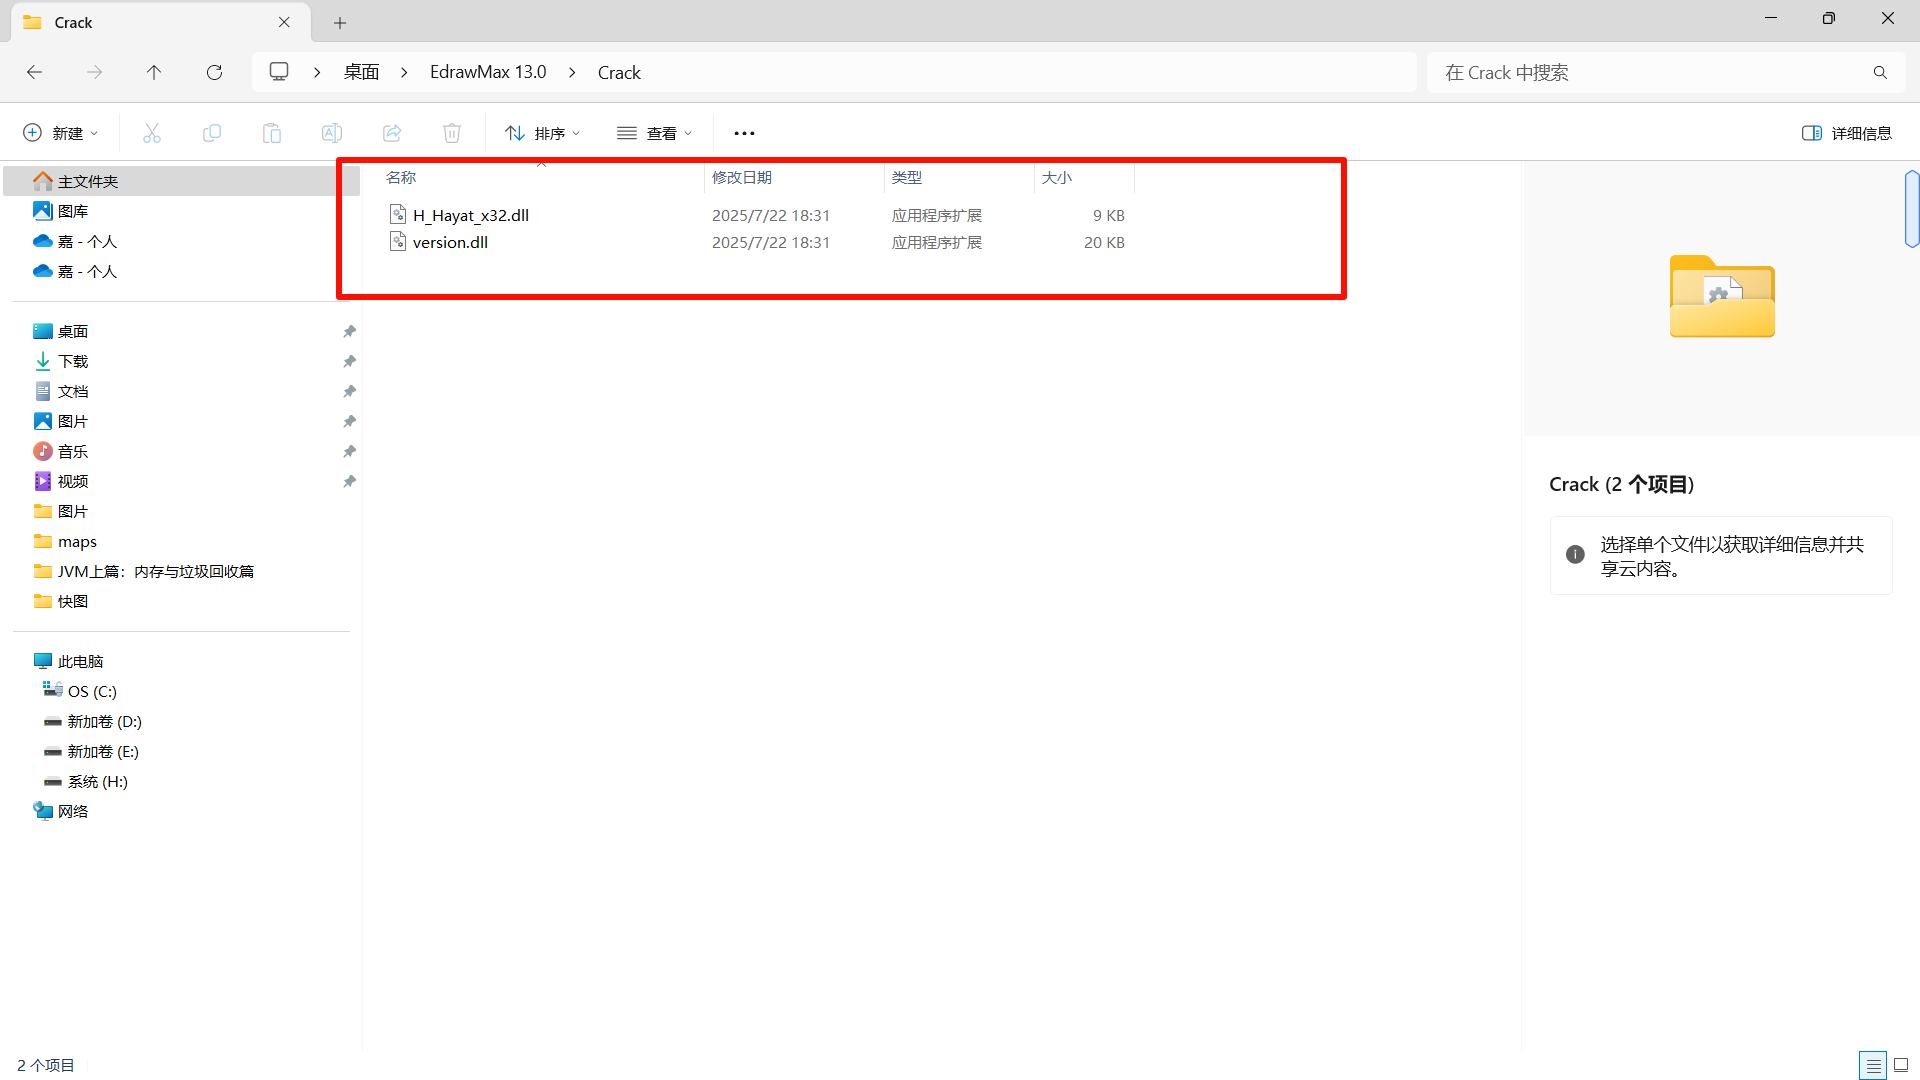 Crack
桌面 EdrawMax 13.0 Crack
在 Crack 中搜索
新建 排序 查看 详细信息
主文件夹
图库
嘉 - 个人
嘉 - 个人
桌面
下载
文档
图片
音乐
视频
图片
maps
JVM上篇：内存与垃圾回收篇
快图
此电脑
OS (C:)
新加卷 (D:)
新加卷 (E:)
系统 (H:)
网络
名称 修改日期 类型 大小
H_Hayat_x32.dll 2025/7/22 18:31 应用程序扩展 9 KB
version.dll 2025/7/22 18:31 应用程序扩展 20 KB
Crack (2 个项目)
选择单个文件以获取详细信息并共
享云内容。
2 个项目